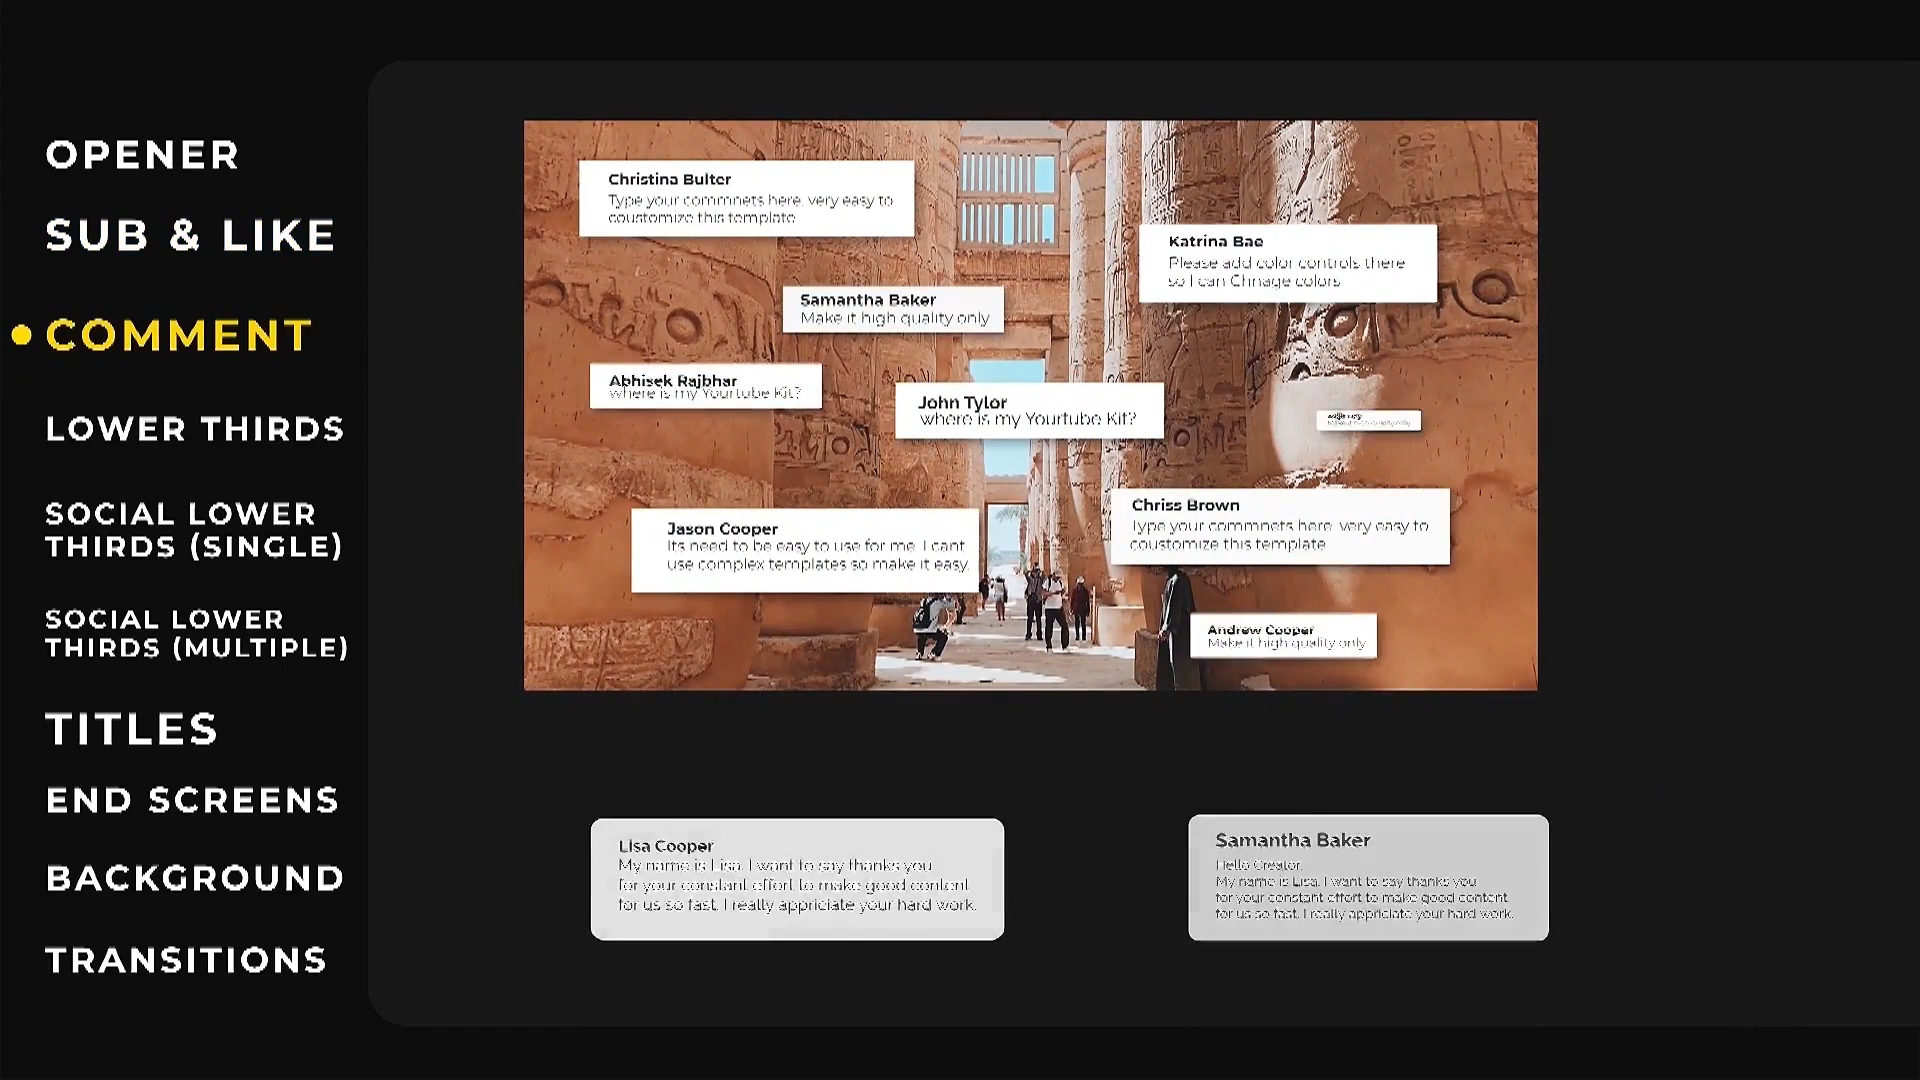 OPENER
SUB & LIKE
COMMENT
LOWER THIRDS
SOCIAL LOWER
THIRDS (SINGLE)
SOCIAL LOWER
THIRDS (MULTIPLE)
TITLES
END SCREENS
BACKGROUND
TRANSITIONS
Christina Bulter
Type your commnets here, very easy to
coustomize this template
Katrina Bae
Please add color controls there
so I can Chnage colors
Samantha Baker
Make it high quality only
Abhisek Rajbhar
where is my Yourtube Kit?
John Tylor
where is my Yourtube Kit?
Jason Cooper
Its need to be easy to use for me. I cant
use complex templates so make it easy.
Chriss Brown
Type your commnets here, very easy to
coustomize this template
Andrew Cooper
Make it high quality only
Lisa Cooper
My name is Lisa. I want to say thanks you
for your constant effort to make good content
for us so fast. I really appriciate your hard work.
Samantha Baker
Hello Creator,
My name is Lisa. I want to say thanks you
for your constant effort to make good content
for us so fast. I really appriciate your hard work.